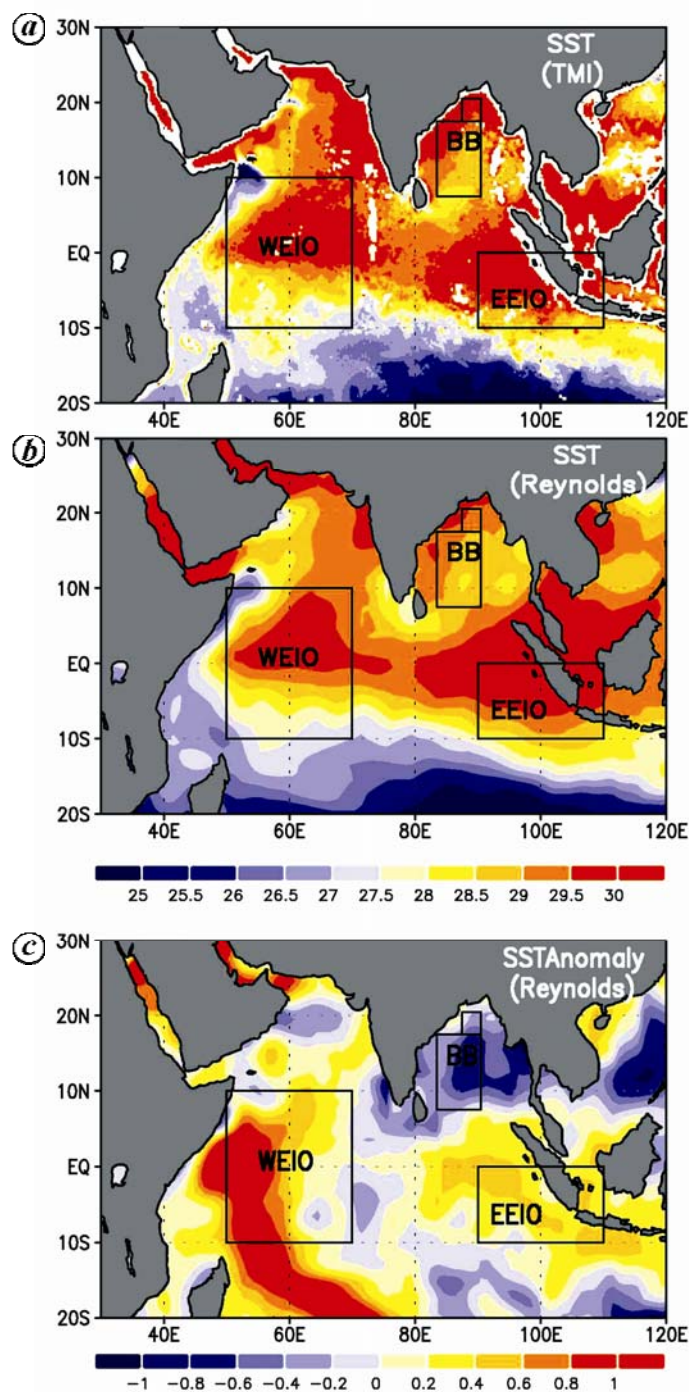 a
30N
SST
(TMI)
20N
BB
10N
WEIO
EQ
EEIO
10S
20S
40E 60E 80E 100E 120E
b
30N
SST
(Reynolds)
20N
BB
10N
WEIO
EQ
EEIO
10S
20S
40E 60E 80E 100E 120E
25 25.5 26 26.5 27 27.5 28 28.5 29 29.5 30
c
30N
SSTAnomaly
(Reynolds)
20N
BB
10N
WEIO
EQ
EEIO
10S
20S
40E 60E 80E 100E 120E
−1 −0.8 −0.6 −0.4 −0.2 0 0.2 0.4 0.6 0.8 1